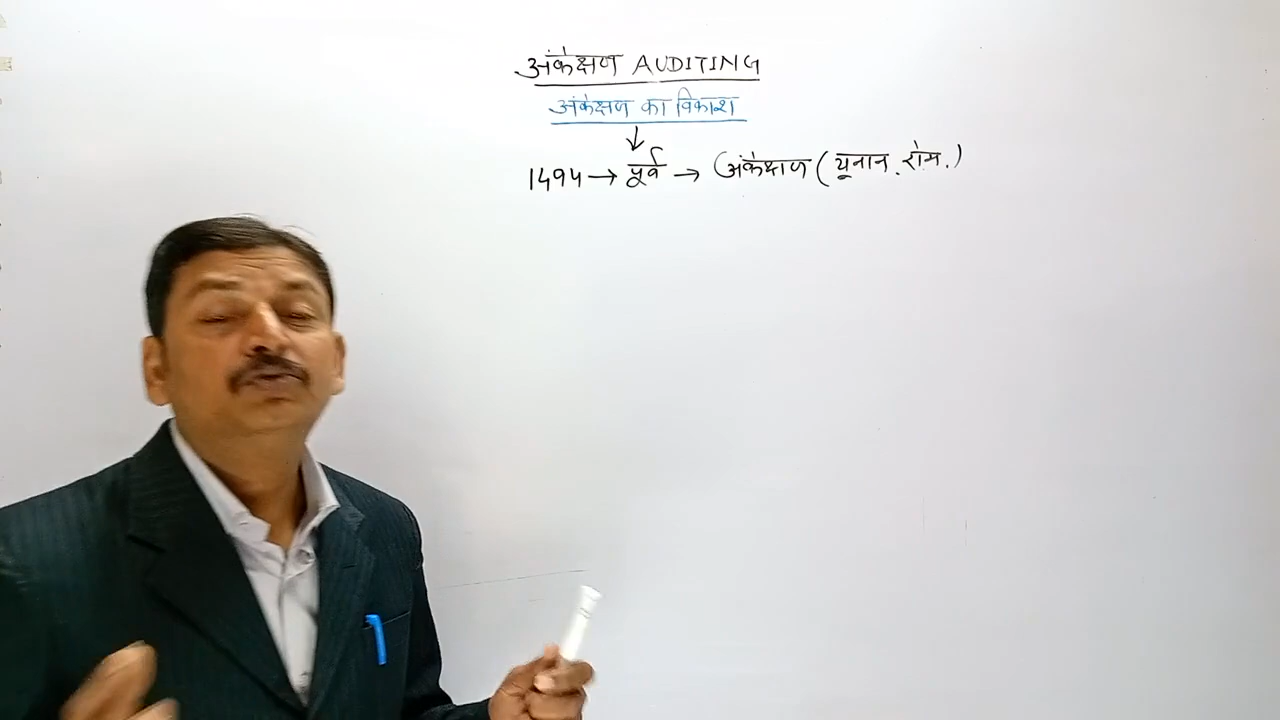 अंकेक्षण AUDITING
अंकेक्षण का विकाश
1494 → पूर्व → (अंकेक्षण (यूनान. रोम.)